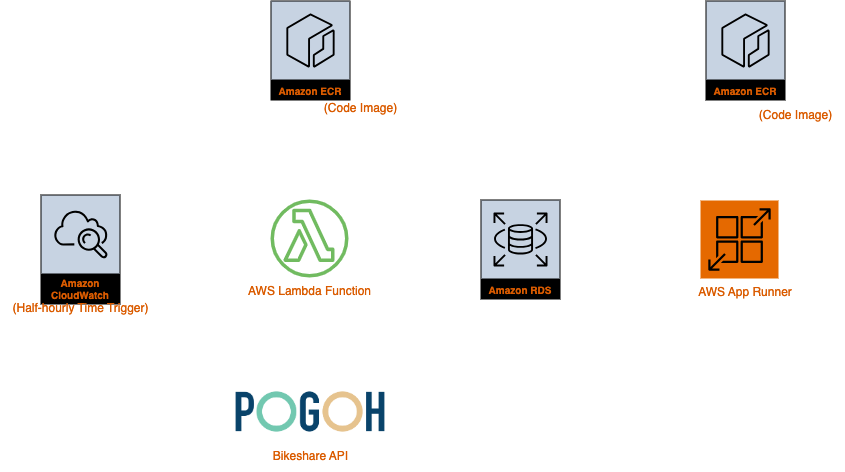 Amazon ECR
(Code Image)
Amazon ECR
(Code Image)
Amazon
CloudWatch
(Half-hourly Time Trigger)
AWS Lambda Function
Amazon RDS
AWS App Runner
POGOH
Bikeshare API